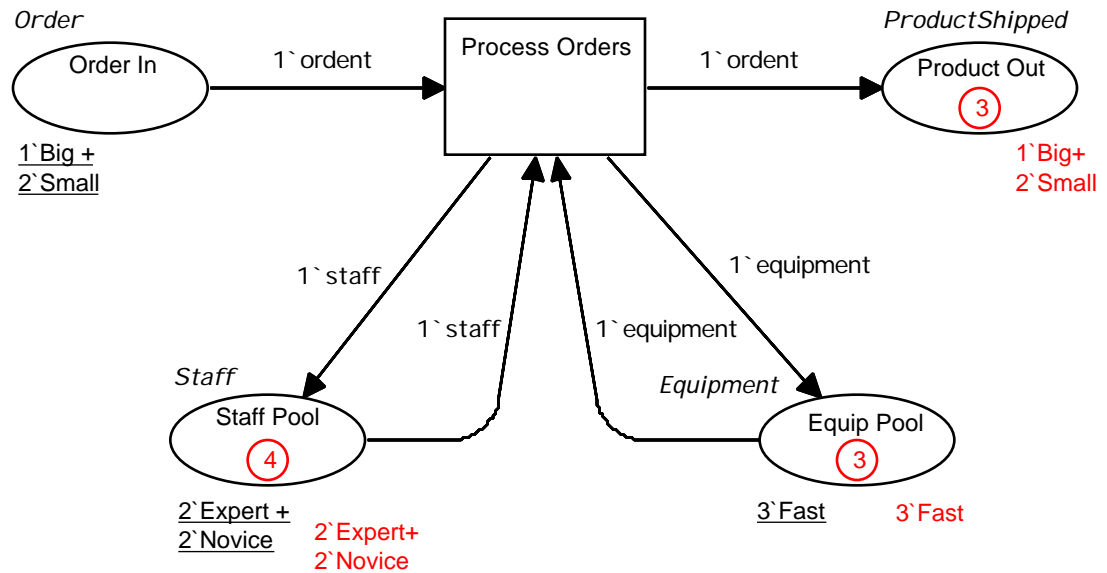 Order
ProductShipped
Order In
1`ordent
Process Orders
1`ordent
Product Out
3
1`Big +
2`Small
1`Big+
2`Small
1`staff
1`equipment
1`staff
1`equipment
Staff
Equipment
Staff Pool
4
Equip Pool
3
2`Expert +
2`Novice
2`Expert+
2`Novice
3`Fast
3`Fast